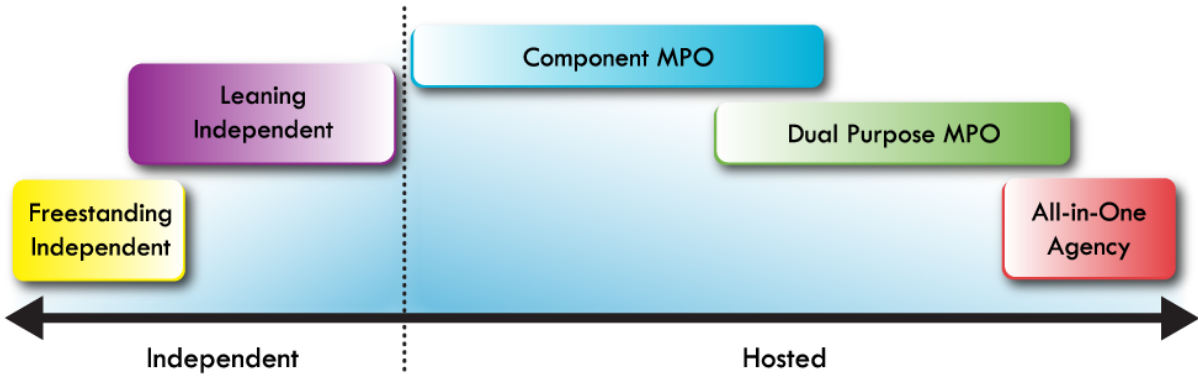 Component MPO
Leaning
Independent
Dual Purpose MPO
Freestanding
Independent
All-in-One
Agency
Independent
Hosted